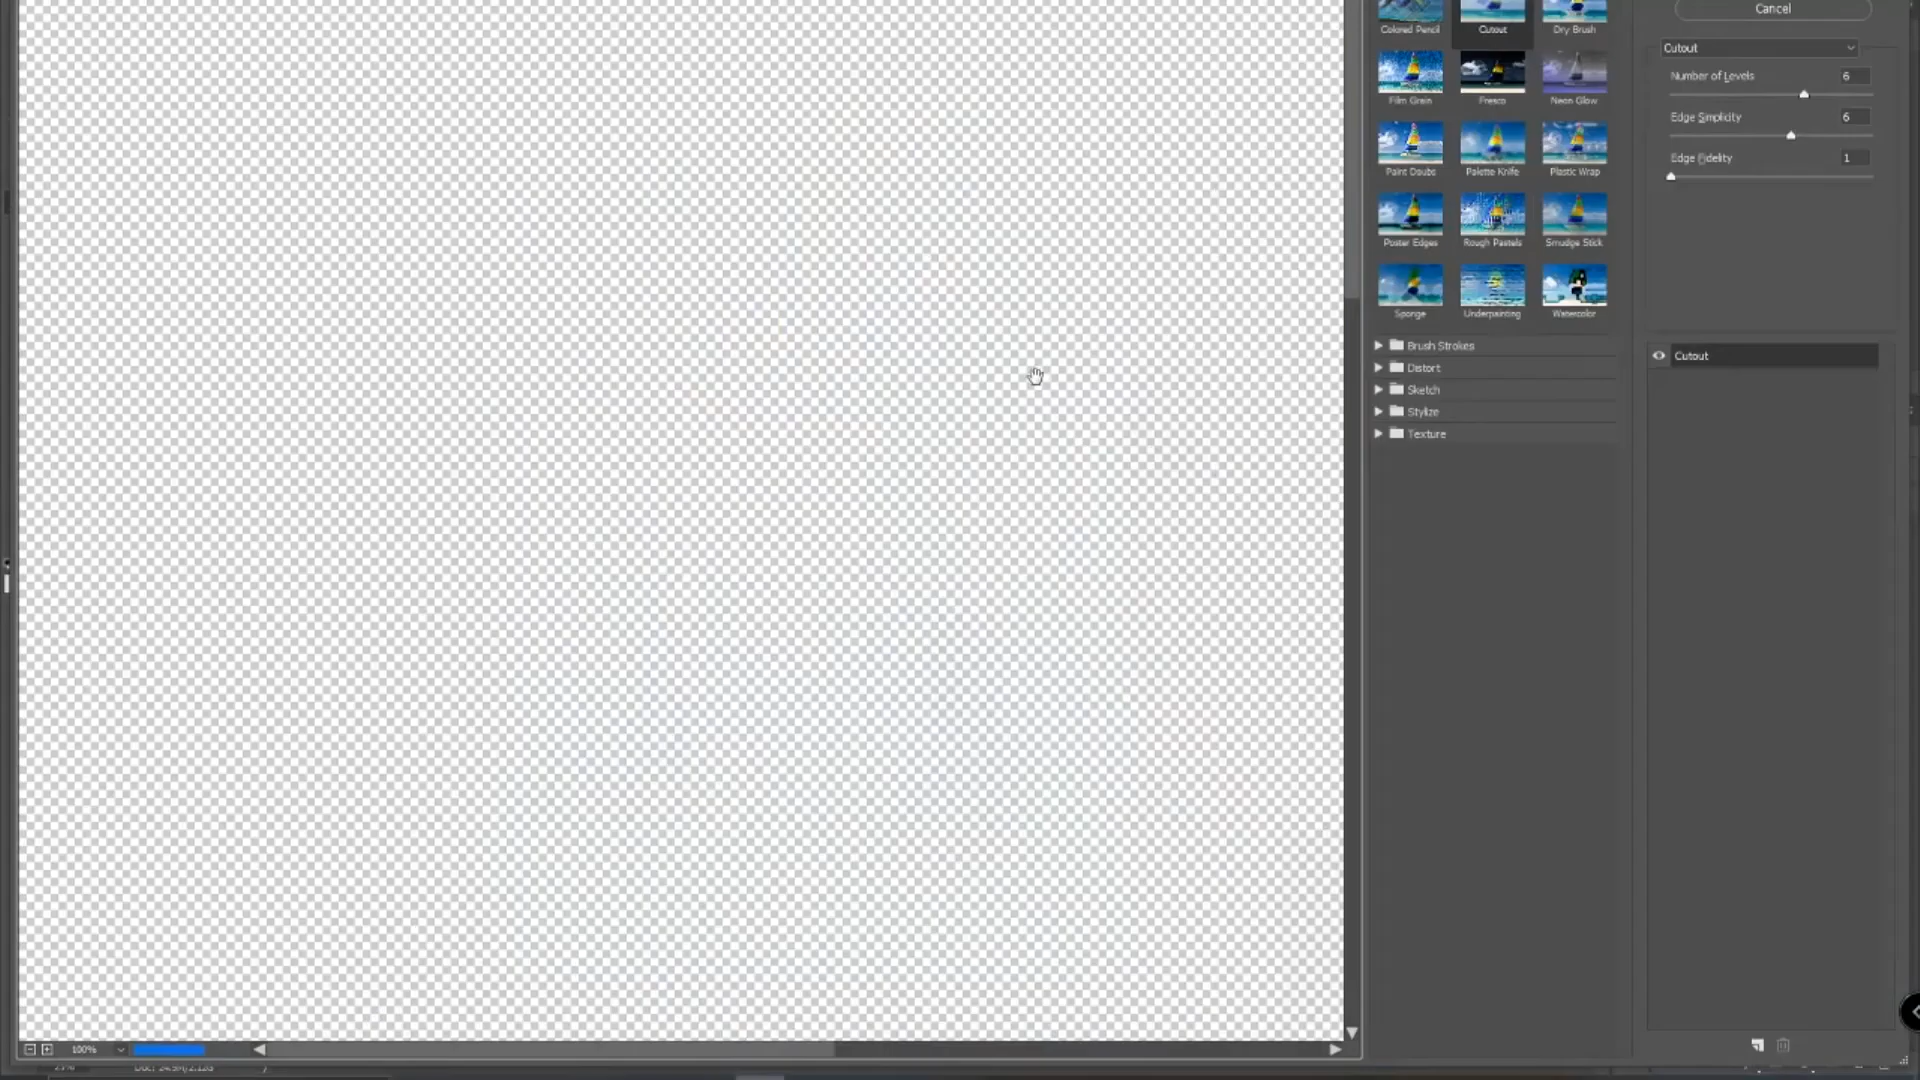 Cancel
Colored Pencil
Cutout
Dry Brush
Cutout
Number of Levels
6
Film Grain
Fresco
Neon Glow
Edge Simplicity
6
Edge Fidelity
1
Paint Daubs
Palette Knife
Plastic Wrap
Poster Edges
Rough Pastels
Smudge Stick
Sponge
Underpainting
Watercolor
Brush Strokes
Cutout
Distort
Sketch
Stylize
Texture
100%